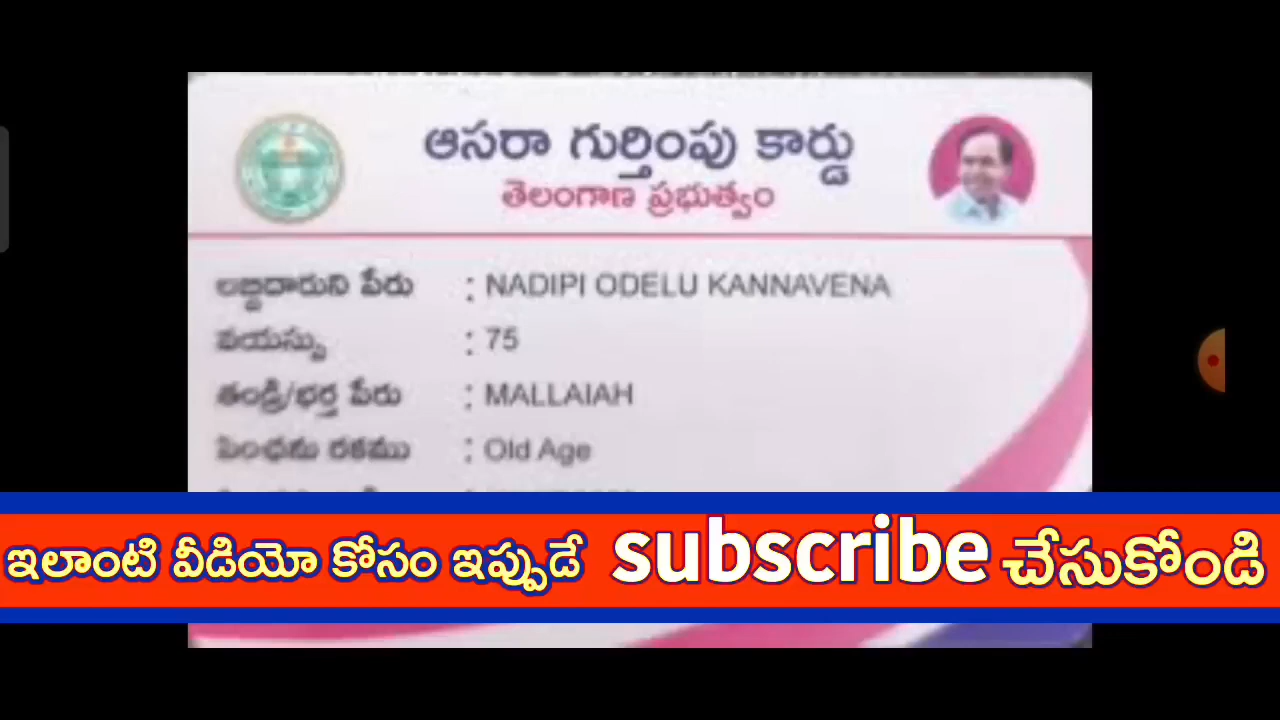 ఆసరా గుర్తింపు కార్డు
తెలంగాణ ప్రభుత్వం
లబ్ధిదారుని పేరు : NADIPI ODELU KANNAVENA
వయస్సు : 75
తండ్రి/భర్త పేరు : MALLAIAH
పింఛను రకము : Old Age
ఇలాంటి వీడియో కోసం ఇప్పుడే subscribe చేసుకోండి